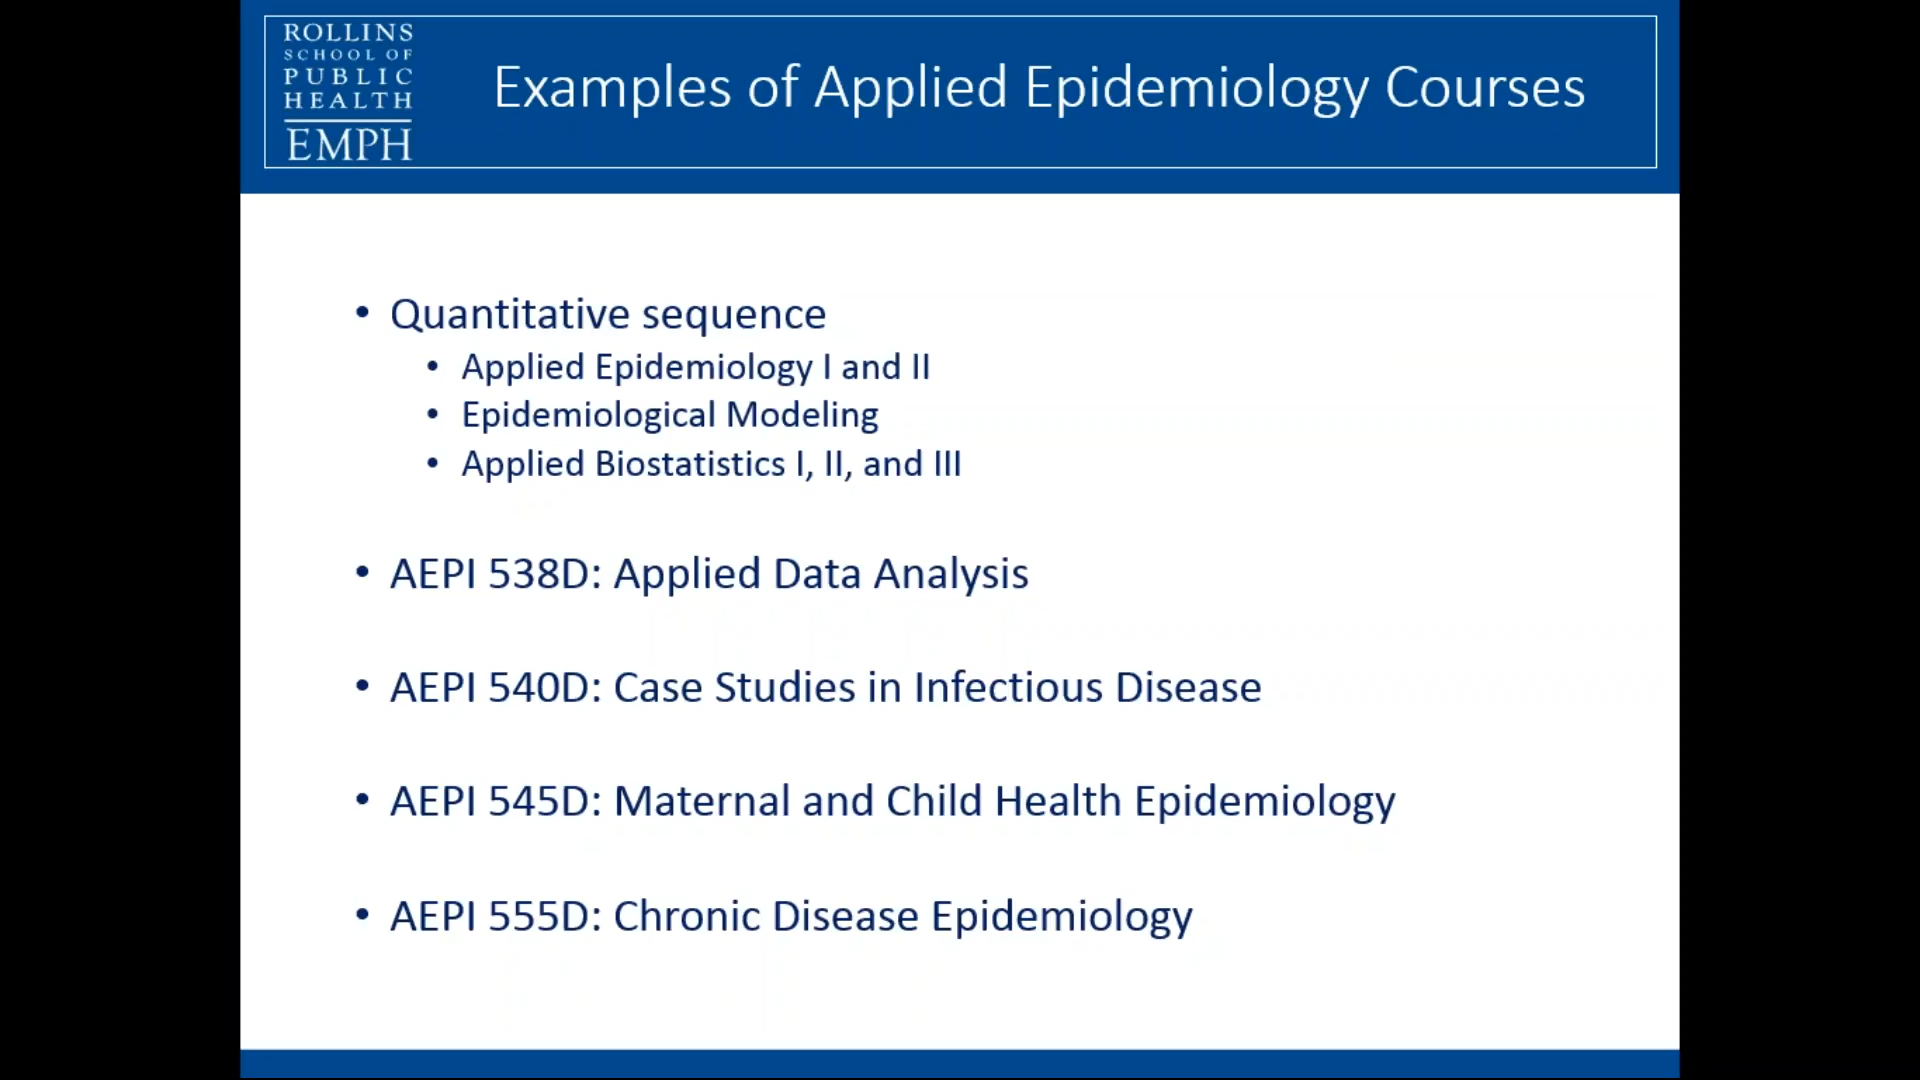 ROLLINS
SCHOOL OF
PUBLIC
HEALTH
EMPH
Examples of Applied Epidemiology Courses
• Quantitative sequence
• Applied Epidemiology I and II
• Epidemiological Modeling
• Applied Biostatistics I, II, and III
• AEPI 538D: Applied Data Analysis
• AEPI 540D: Case Studies in Infectious Disease
• AEPI 545D: Maternal and Child Health Epidemiology
• AEPI 555D: Chronic Disease Epidemiology